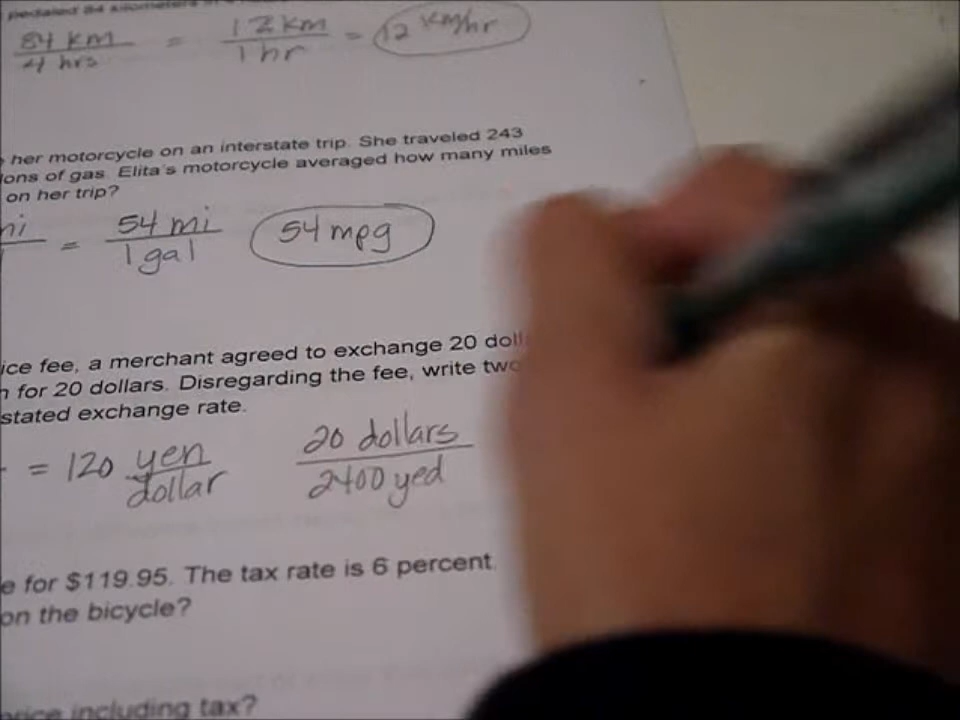 pedaled 84 kilometers
84 km = 12 km = 12 km/hr
4 hrs 1 hr
her motorcycle on an interstate trip. She traveled 243
lons of gas. Elita's motorcycle averaged how many miles
on her trip?
mi = 54 mi 54 mpg
1 gal
ice fee, a merchant agreed to exchange 20 doll
n for 20 dollars. Disregarding the fee, write two
stated exchange rate.
= 120 yen 20 dollars
dollar 2400 yed
e for $119.95. The tax rate is 6 percent.
on the bicycle?
price including tax?